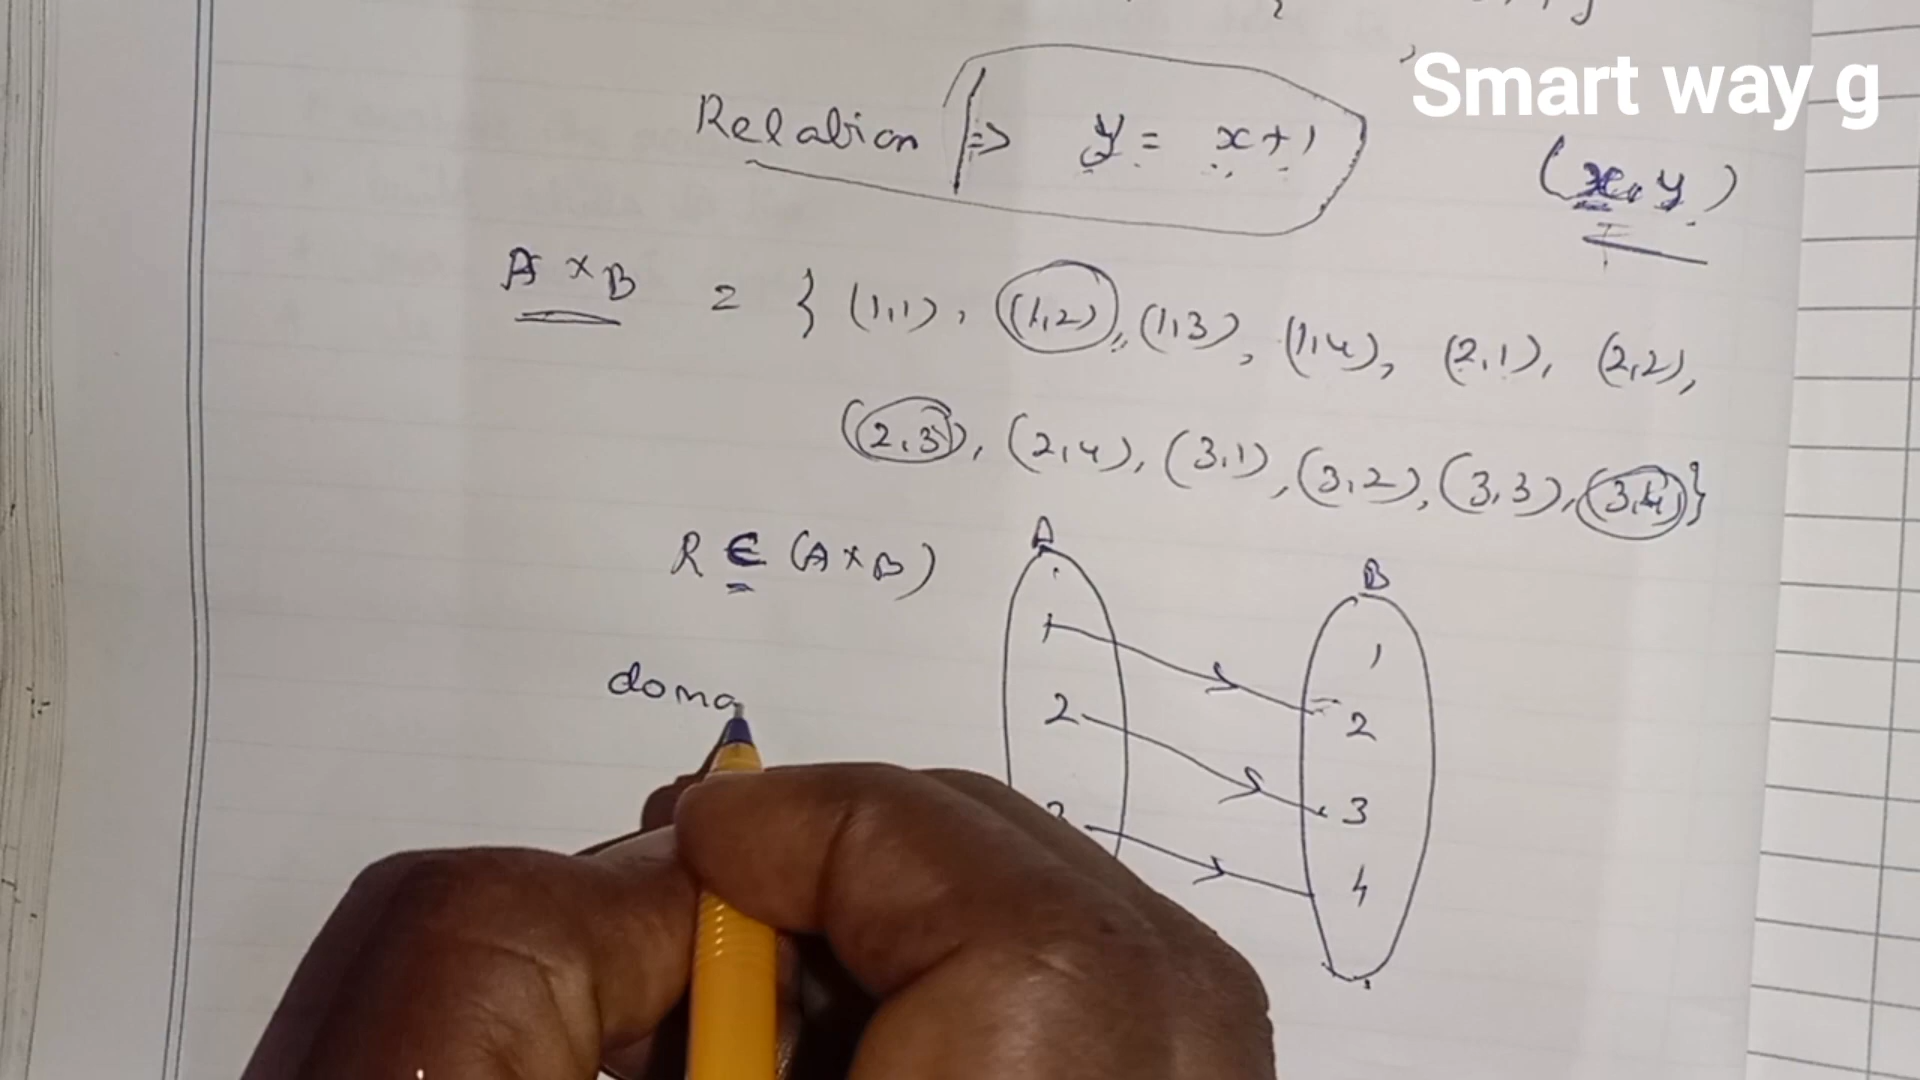 Smart way g
Relation => y = x+1
(x, y)
A × B = { (1,1), (1,2), (1,3), (1,4), (2,1), (2,2),
(2,3), (2,4), (3,1), (3,2), (3,3), (3,4) }
R ∈ (A × B)
A
B
1
1
2
2
3
4
doma